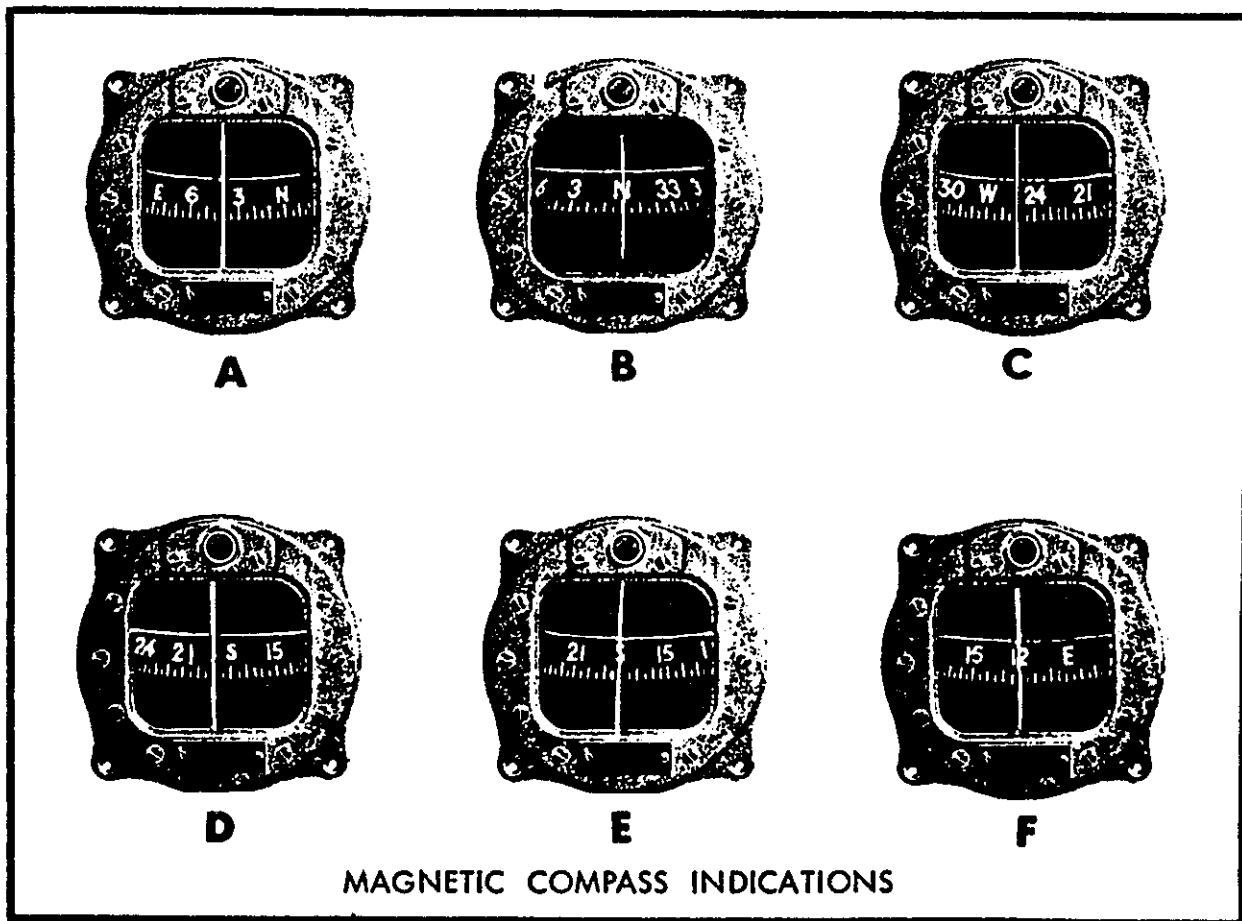 E 6 3 N
6 3 N 33 3
30 W 24 21
A B C
24 21 S 15
21 S 15 1
15 12 E
D E F
MAGNETIC COMPASS INDICATIONS